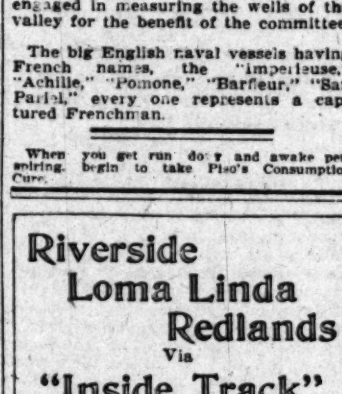 engaged in measuring the wells of th
valley for the benefit of the committee
The big English naval vessels havin
French names, the "Imperieuse,
"Achille," "Pomone," "Barfleur," "Sa
Pariel," every one represents a cap
tured Frenchman.
When you get run down and awake pe
spiring, begin to take Piso's Consumptio
Cure.
Riverside
Loma Linda
Redlands
Via
"Inside Track"